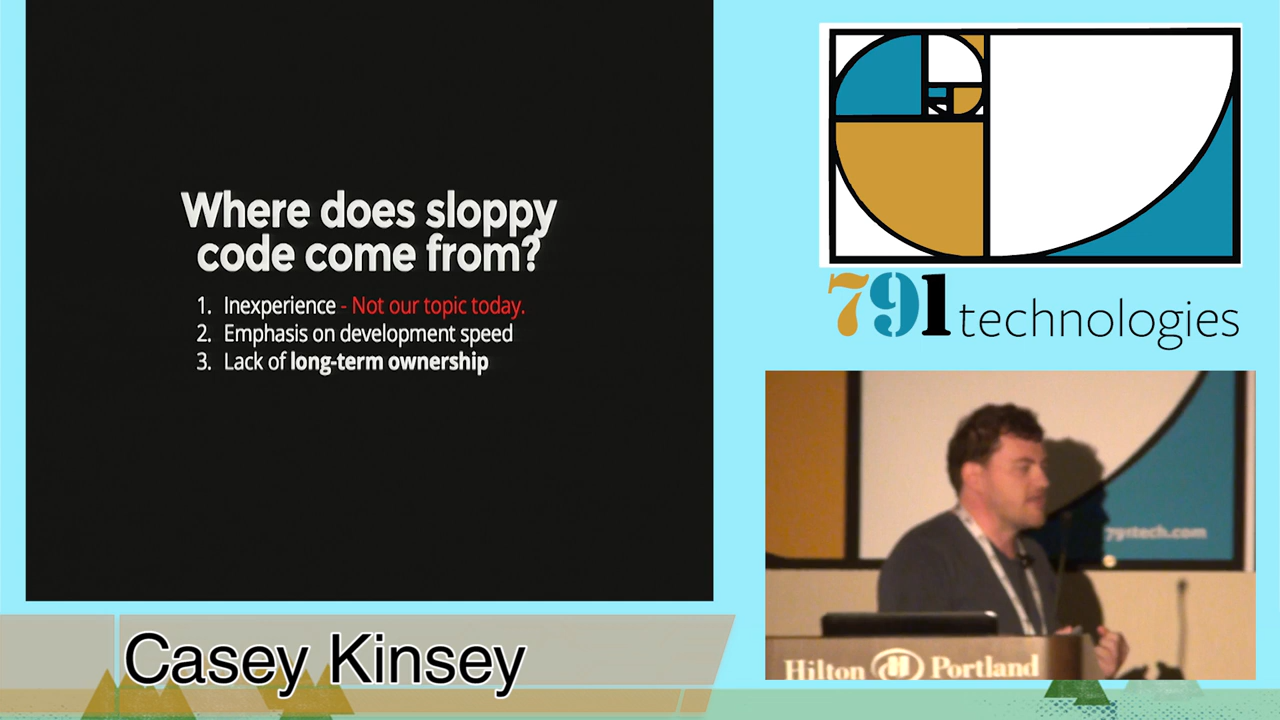 Where does sloppy
code come from?
1. Inexperience - Not our topic today.
2. Emphasis on development speed
3. Lack of long-term ownership
791 technologies
791tech.com
Hilton Portland
Casey Kinsey